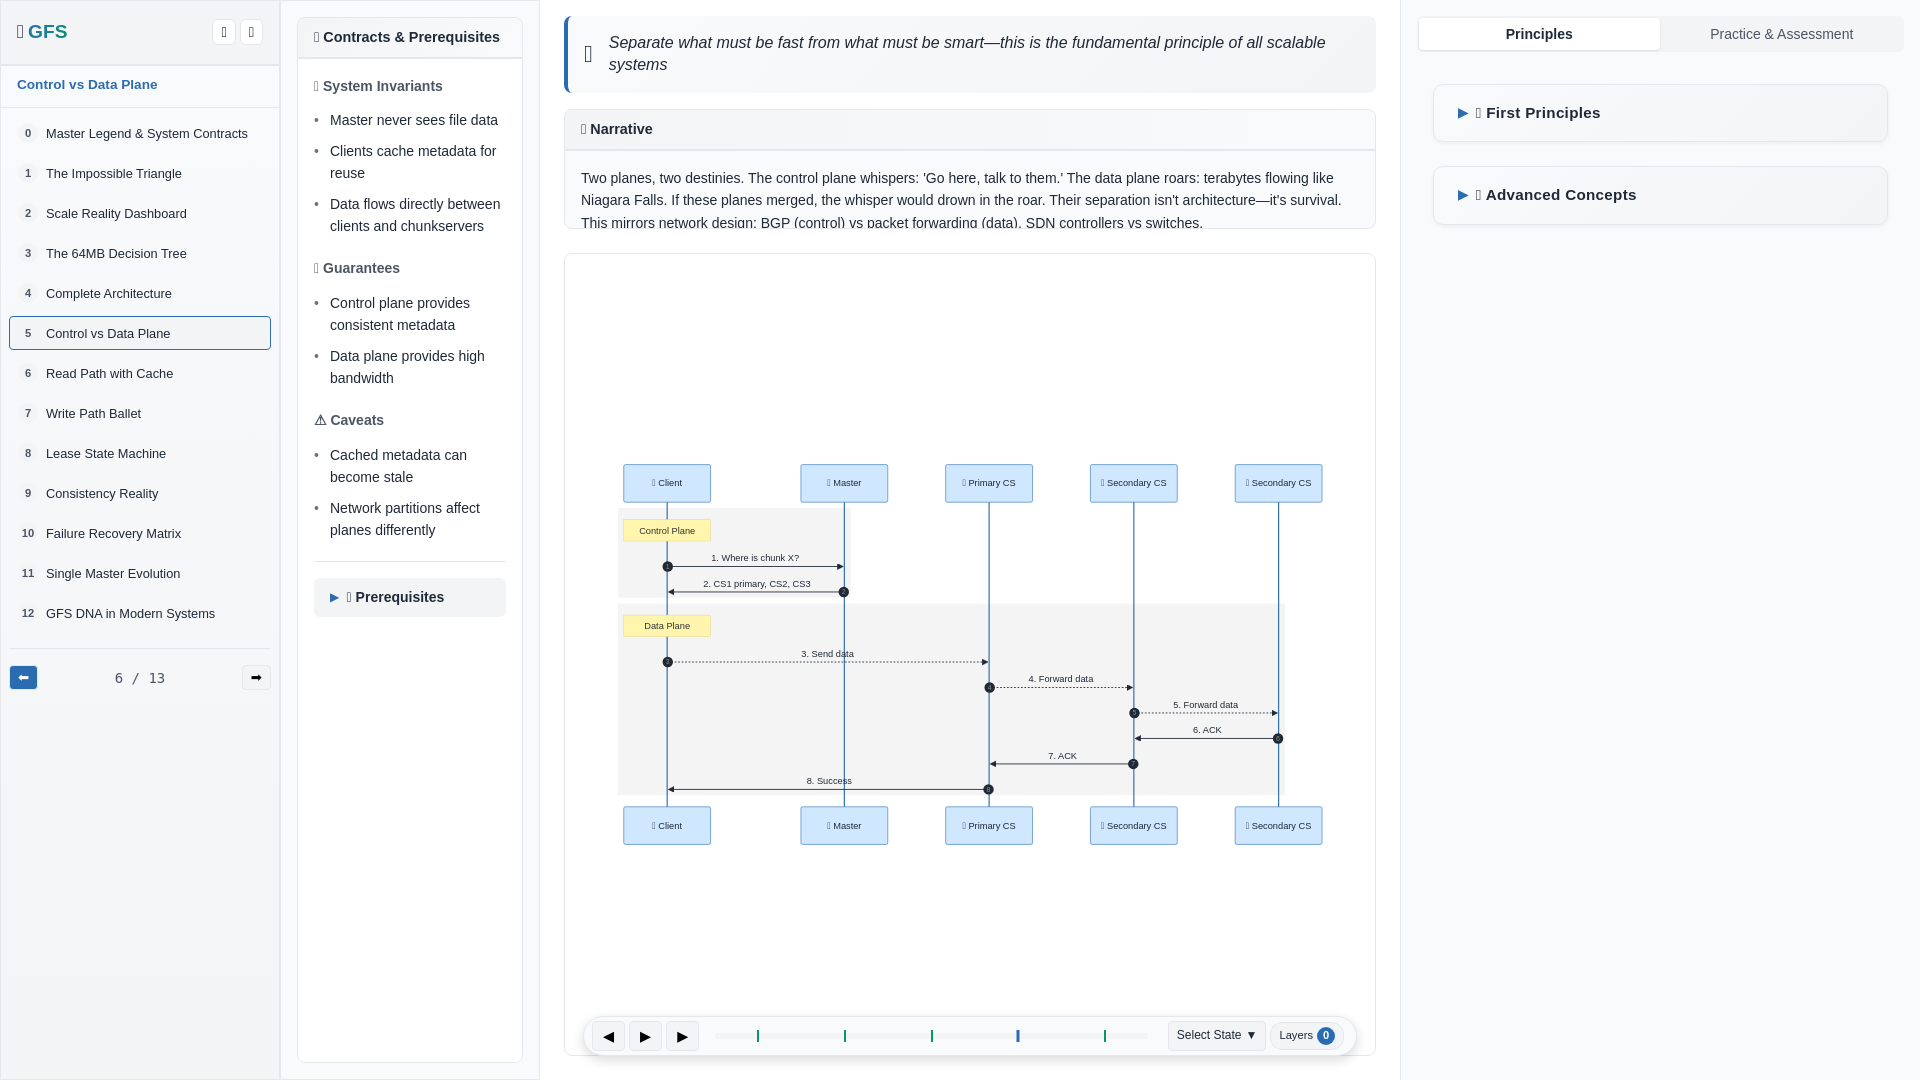 GFS
Control vs Data Plane
0 Master Legend & System Contracts
1 The Impossible Triangle
2 Scale Reality Dashboard
3 The 64MB Decision Tree
4 Complete Architecture
5 Control vs Data Plane
6 Read Path with Cache
7 Write Path Ballet
8 Lease State Machine
9 Consistency Reality
10 Failure Recovery Matrix
11 Single Master Evolution
12 GFS DNA in Modern Systems
6 / 13
Contracts & Prerequisites
System Invariants
• Master never sees file data
• Clients cache metadata for
reuse
• Data flows directly between
clients and chunkservers
Guarantees
• Control plane provides
consistent metadata
• Data plane provides high
bandwidth
⚠ Caveats
• Cached metadata can
become stale
• Network partitions affect
planes differently
▶ Prerequisites
Separate what must be fast from what must be smart—this is the fundamental principle of all scalable
systems
Narrative
Two planes, two destinies. The control plane whispers: 'Go here, talk to them.' The data plane roars: terabytes flowing like
Niagara Falls. If these planes merged, the whisper would drown in the roar. Their separation isn't architecture—it's survival.
This mirrors network design: BGP (control) vs packet forwarding (data), SDN controllers vs switches.
Client Master Primary CS Secondary CS Secondary CS
Control Plane
1. Where is chunk X?
1
2. CS1 primary, CS2, CS3
2
Data Plane
3. Send data
3
4. Forward data
4
5. Forward data
5
6. ACK
6
7. ACK
7
8. Success
8
Client Master Primary CS Secondary CS Secondary CS
Select State ▼ Layers 0
Principles Practice & Assessment
▶ First Principles
▶ Advanced Concepts